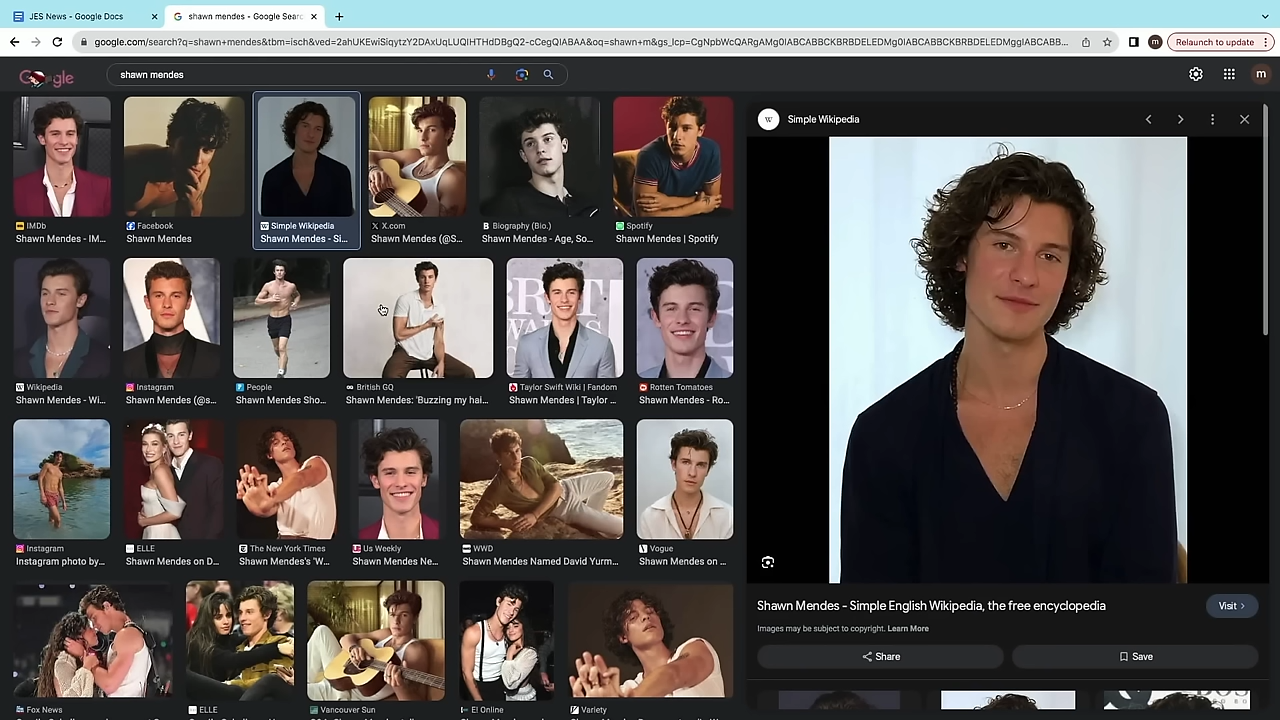 JES News - Google Docs
shawn mendes - Google Sear
google.com/search?q=shawn+mendes&tbm=isch&ved=2ahUKEwiSiqytzY2DAxUqLUQIHTHdDBgQ2-cCegQIABAA&oq=shawn+m&gs_lcp=CgNpbWcQARgAMg0IABCABBCKBRBDELEDMg0IABCABBCKBRBDELEDMggIABCABB...
Relaunch to update
Google
shawn mendes
m
IMDb
Shawn Mendes - IM...
Facebook
Shawn Mendes
Simple Wikipedia
Shawn Mendes - Si...
X.com
Shawn Mendes (@S...
Biography (Bio.)
Shawn Mendes - Age, So...
Spotify
Shawn Mendes | Spotify
Simple Wikipedia
Wikipedia
Shawn Mendes - Wi...
Instagram
Shawn Mendes (@s...
People
Shawn Mendes Sho...
British GQ
Shawn Mendes: 'Buzzing my hai...
BRIT
Taylor Swift Wiki | Fandom
Shawn Mendes | Taylor ...
Rotten Tomatoes
Shawn Mendes - Ro...
Instagram
Instagram photo by...
ELLE
Shawn Mendes on D...
The New York Times
Shawn Mendes's 'W...
Us Weekly
Shawn Mendes Ne...
WWD
Shawn Mendes Named David Yurm...
Vogue
Shawn Mendes on ...
Shawn Mendes - Simple English Wikipedia, the free encyclopedia
Visit
Images may be subject to copyright. Learn More
Share
Save
Fox News
ELLE
Vancouver Sun
E! Online
Variety